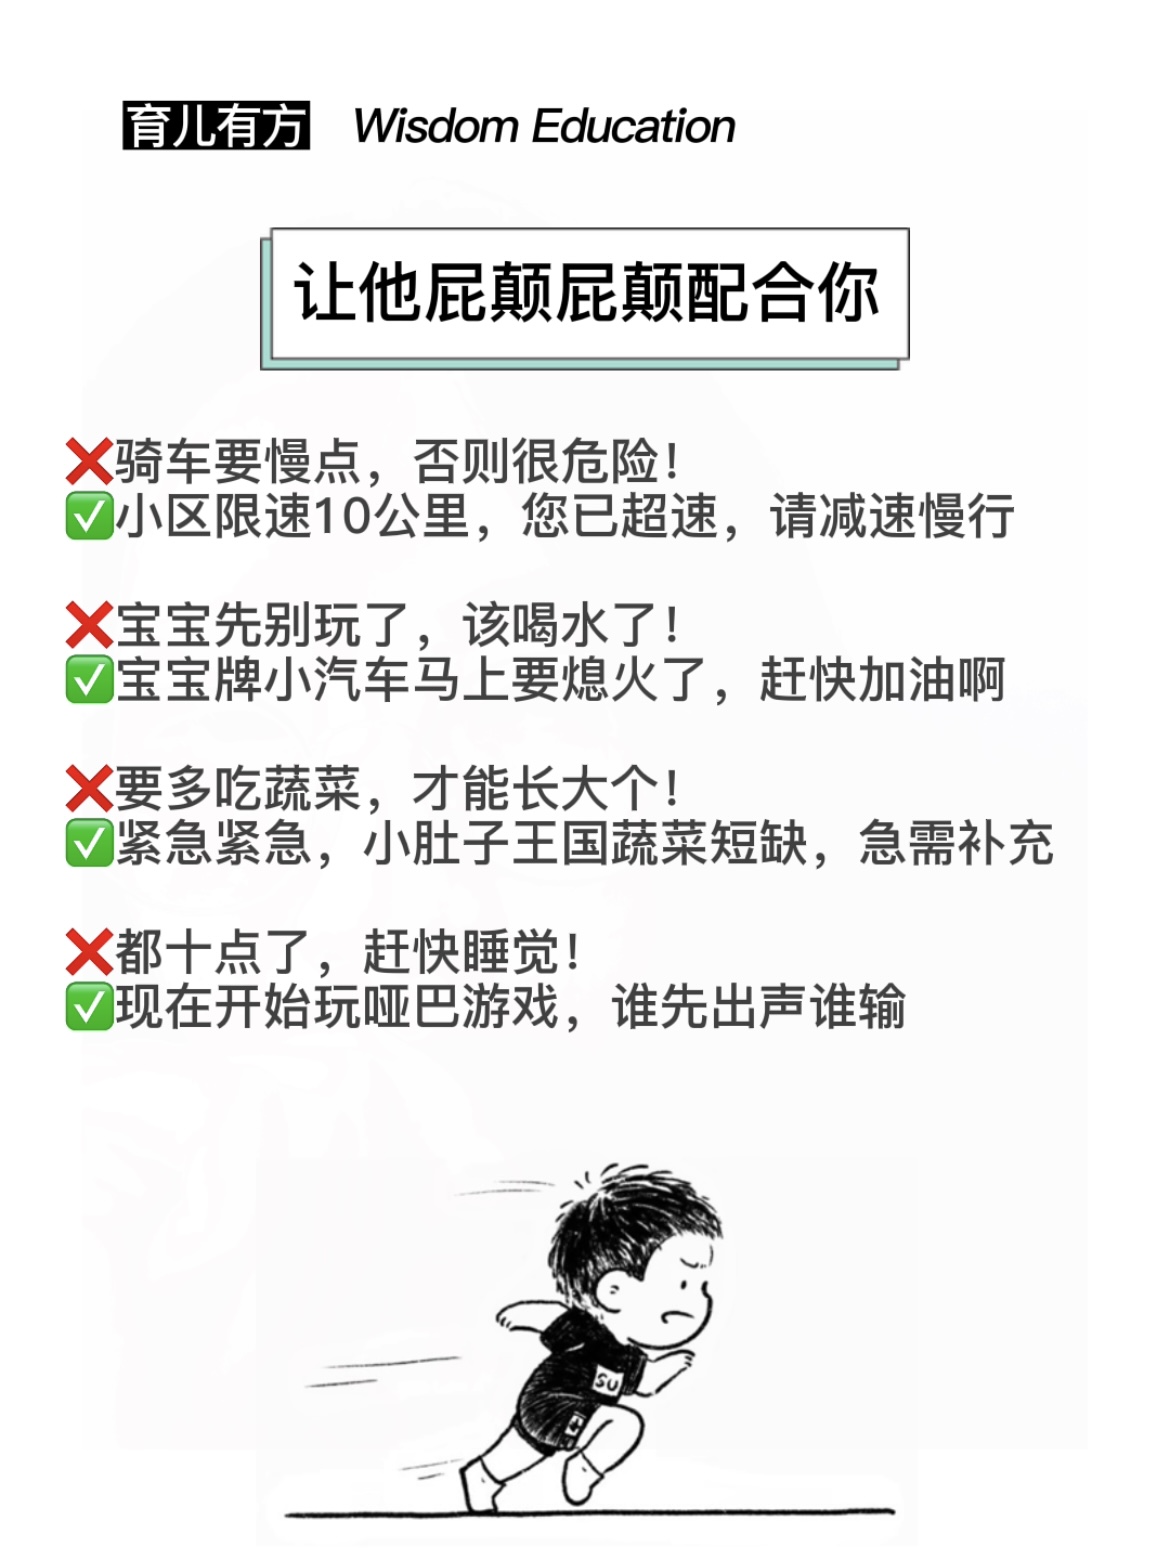 育儿有方 Wisdom Education
让他屁颠屁颠配合你
❌骑车要慢点，否则很危险！
✅小区限速10公里，您已超速，请减速慢行
❌宝宝先别玩了，该喝水了！
✅宝宝牌小汽车马上要熄火了，赶快加油啊
❌要多吃蔬菜，才能长大个！
✅紧急紧急，小肚子王国蔬菜短缺，急需补充
❌都十点了，赶快睡觉！
✅现在开始玩哑巴游戏，谁先出声谁输
SU